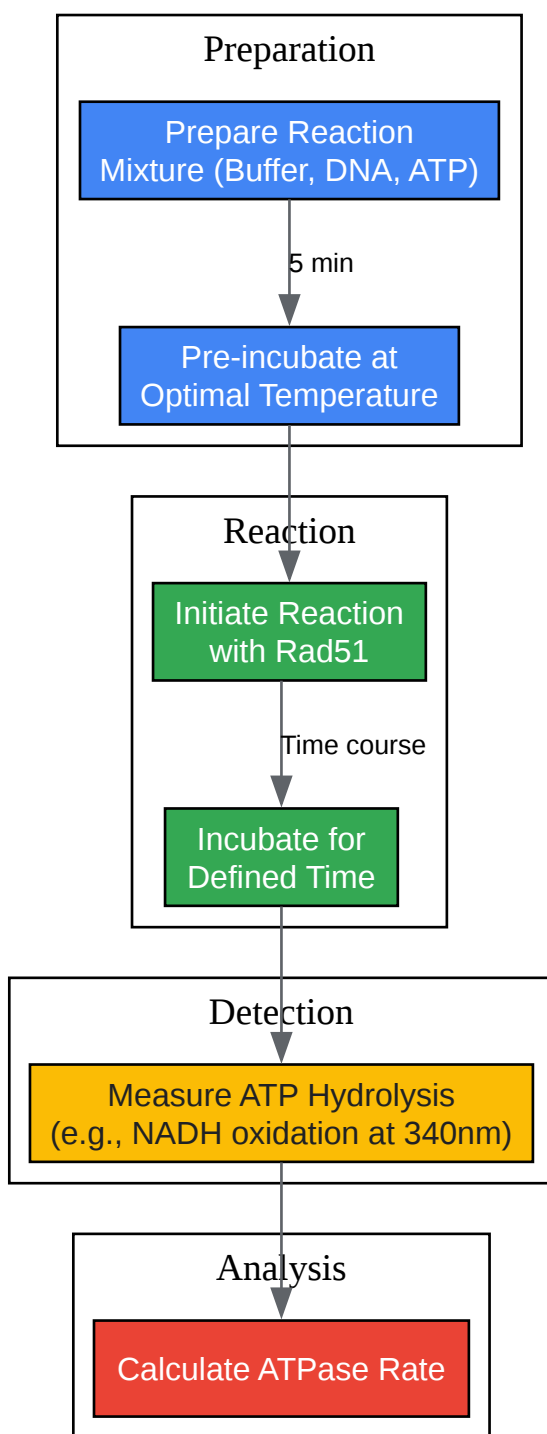 Preparation
Prepare Reaction
Mixture (Buffer, DNA, ATP)
5 min
Pre-incubate at
Optimal Temperature
Reaction
Initiate Reaction
with Rad51
Time course
Incubate for
Defined Time
Detection
Measure ATP Hydrolysis
(e.g., NADH oxidation at 340nm)
Analysis
Calculate ATPase Rate